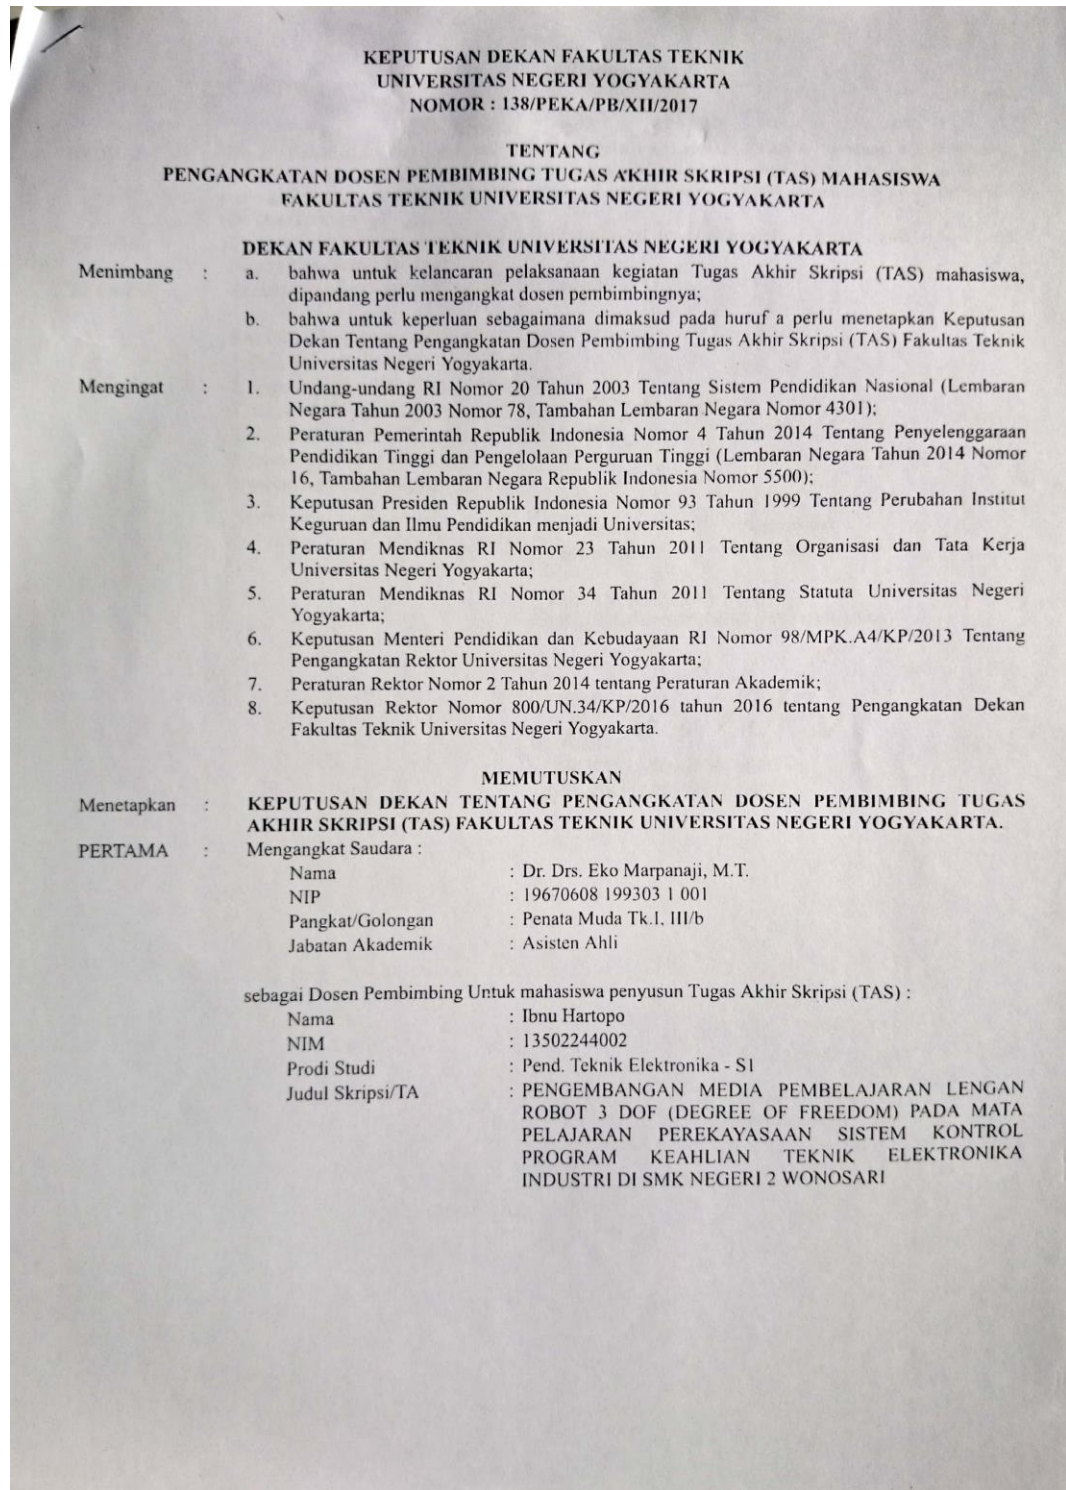 KEPUTUSAN DEKAN FAKULTAS TEKNIK
UNIVERSITAS NEGERI YOGYAKARTA
NOMOR : 138/PEKA/PB/XII/2017
TENTANG
PENGANGKATAN DOSEN PEMBIMBING TUGAS AKHIR SKRIPSI (TAS) MAHASISWA
FAKULTAS TEKNIK UNIVERSITAS NEGERI YOGYAKARTA
DEKAN FAKULTAS TEKNIK UNIVERSITAS NEGERI YOGYAKARTA
Menimbang : a. bahwa untuk kelancaran pelaksanaan kegiatan Tugas Akhir Skripsi (TAS) mahasiswa,
dipandang perlu mengangkat dosen pembimbingnya;
b. bahwa untuk keperluan sebagaimana dimaksud pada huruf a perlu menetapkan Keputusan
Dekan Tentang Pengangkatan Dosen Pembimbing Tugas Akhir Skripsi (TAS) Fakultas Teknik
Universitas Negeri Yogyakarta.
Mengingat : 1. Undang-undang RI Nomor 20 Tahun 2003 Tentang Sistem Pendidikan Nasional (Lembaran
Negara Tahun 2003 Nomor 78, Tambahan Lembaran Negara Nomor 4301);
2. Peraturan Pemerintah Republik Indonesia Nomor 4 Tahun 2014 Tentang Penyelenggaraan
Pendidikan Tinggi dan Pengelolaan Perguruan Tinggi (Lembaran Negara Tahun 2014 Nomor
16, Tambahan Lembaran Negara Republik Indonesia Nomor 5500);
3. Keputusan Presiden Republik Indonesia Nomor 93 Tahun 1999 Tentang Perubahan Institut
Keguruan dan Ilmu Pendidikan menjadi Universitas;
4. Peraturan Mendiknas RI Nomor 23 Tahun 2011 Tentang Organisasi dan Tata Kerja
Universitas Negeri Yogyakarta;
5. Peraturan Mendiknas RI Nomor 34 Tahun 2011 Tentang Statuta Universitas Negeri
Yogyakarta;
6. Keputusan Menteri Pendidikan dan Kebudayaan RI Nomor 98/MPK.A4/KP/2013 Tentang
Pengangkatan Rektor Universitas Negeri Yogyakarta;
7. Peraturan Rektor Nomor 2 Tahun 2014 tentang Peraturan Akademik;
8. Keputusan Rektor Nomor 800/UN.34/KP/2016 tahun 2016 tentang Pengangkatan Dekan
Fakultas Teknik Universitas Negeri Yogyakarta.
MEMUTUSKAN
Menetapkan : KEPUTUSAN DEKAN TENTANG PENGANGKATAN DOSEN PEMBIMBING TUGAS
AKHIR SKRIPSI (TAS) FAKULTAS TEKNIK UNIVERSITAS NEGERI YOGYAKARTA.
PERTAMA : Mengangkat Saudara :
Nama : Dr. Drs. Eko Marpanaji, M.T.
NIP : 19670608 199303 1 001
Pangkat/Golongan : Penata Muda Tk.I, III/b
Jabatan Akademik : Asisten Ahli
sebagai Dosen Pembimbing Untuk mahasiswa penyusun Tugas Akhir Skripsi (TAS) :
Nama : Ibnu Hartopo
NIM : 13502244002
Prodi Studi : Pend. Teknik Elektronika - S1
Judul Skripsi/TA : PENGEMBANGAN MEDIA PEMBELAJARAN LENGAN
ROBOT 3 DOF (DEGREE OF FREEDOM) PADA MATA
PELAJARAN PEREKAYASAAN SISTEM KONTROL
PROGRAM KEAHLIAN TEKNIK ELEKTRONIKA
INDUSTRI DI SMK NEGERI 2 WONOSARI